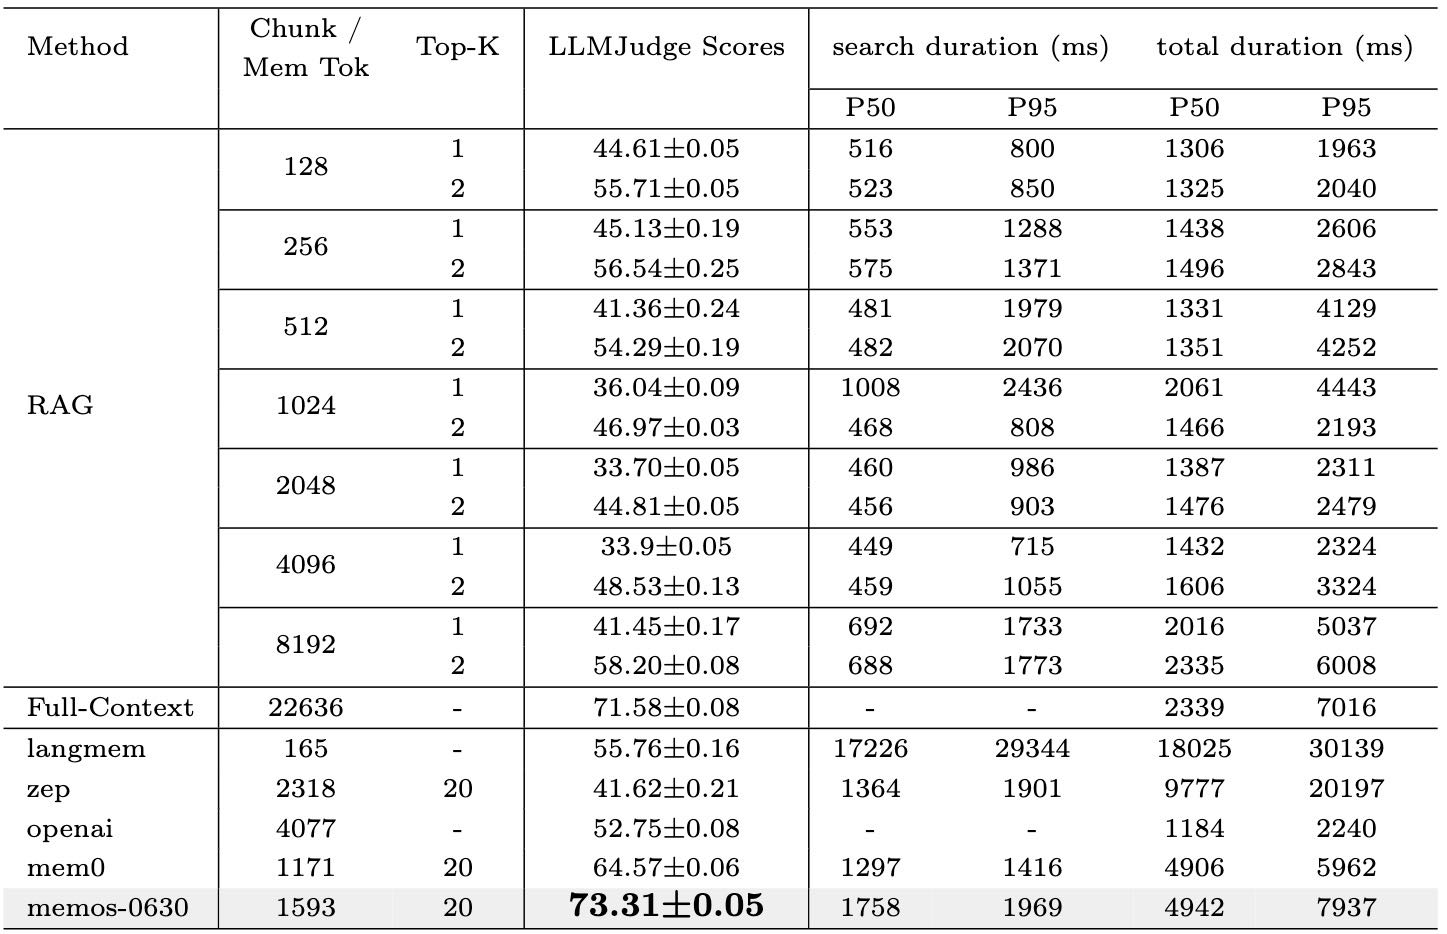 Method Chunk / Mem Tok Top-K LLMJudge Scores search duration (ms) total duration (ms)
P50 P95 P50 P95
RAG 128 1 44.61±0.05 516 800 1306 1963
2 55.71±0.05 523 850 1325 2040
256 1 45.13±0.19 553 1288 1438 2606
2 56.54±0.25 575 1371 1496 2843
512 1 41.36±0.24 481 1979 1331 4129
2 54.29±0.19 482 2070 1351 4252
1024 1 36.04±0.09 1008 2436 2061 4443
2 46.97±0.03 468 808 1466 2193
2048 1 33.70±0.05 460 986 1387 2311
2 44.81±0.05 456 903 1476 2479
4096 1 33.9±0.05 449 715 1432 2324
2 48.53±0.13 459 1055 1606 3324
8192 1 41.45±0.17 692 1733 2016 5037
2 58.20±0.08 688 1773 2335 6008
Full-Context 22636 - 71.58±0.08 - - 2339 7016
langmem 165 - 55.76±0.16 17226 29344 18025 30139
zep 2318 20 41.62±0.21 1364 1901 9777 20197
openai 4077 - 52.75±0.08 - - 1184 2240
mem0 1171 20 64.57±0.06 1297 1416 4906 5962
memos-0630 1593 20 73.31±0.05 1758 1969 4942 7937